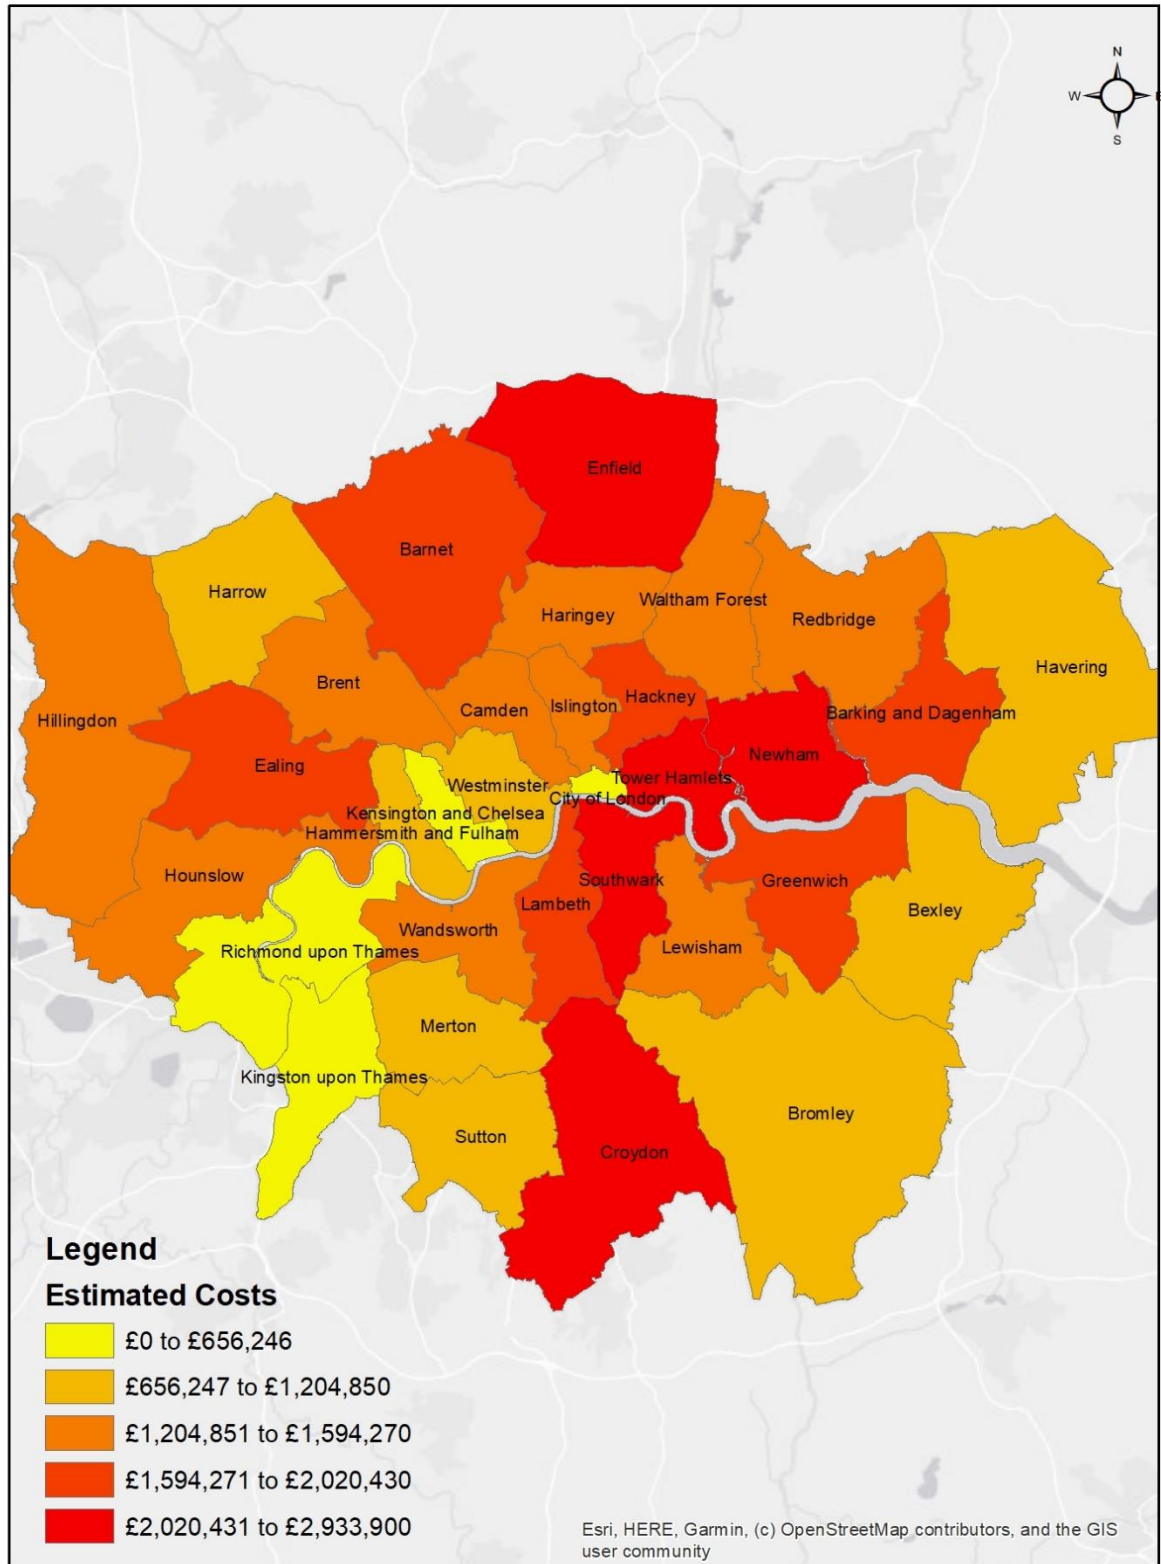 N
W
E
S
Enfield
Barnet
Harrow
Waltham Forest
Haringey
Redbridge
Havering
Brent
Hackney
Islington
Camden
Hillingdon
Barking and Dagenham
Newham
Ealing
Westminster
Tower Hamlets
City of London
Kensington and Chelsea
Hammersmith and Fulham
Hounslow
Southwark
Greenwich
Lambeth
Bexley
Wandsworth
Lewisham
Richmond upon Thames
Merton
Kingston upon Thames
Bromley
Sutton
Croydon
Legend
Estimated Costs
£0 to £656,246
£656,247 to £1,204,850
£1,204,851 to £1,594,270
£1,594,271 to £2,020,430
£2,020,431 to £2,933,900
Esri, HERE, Garmin, (c) OpenStreetMap contributors, and the GIS
user community